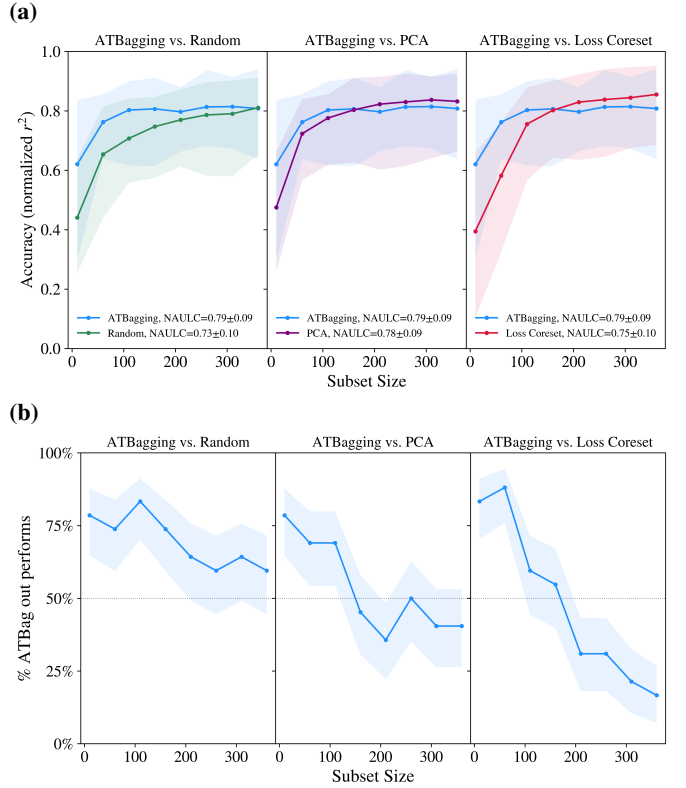 (a)
ATBagging vs. Random
ATBagging vs. PCA
ATBagging vs. Loss Coreset
Accuracy (normalized r²)
1.0
0.8
0.6
0.4
0.2
0.0
ATBagging, NAULC=0.79±0.09
Random, NAULC=0.73±0.10
ATBagging, NAULC=0.79±0.09
PCA, NAULC=0.78±0.09
ATBagging, NAULC=0.79±0.09
Loss Coreset, NAULC=0.75±0.10
0 100 200 300
0 100 200 300
0 100 200 300
Subset Size
(b)
ATBagging vs. Random
ATBagging vs. PCA
ATBagging vs. Loss Coreset
% ATBag out performs
100%
75%
50%
25%
0%
0 100 200 300
0 100 200 300
0 100 200 300
Subset Size